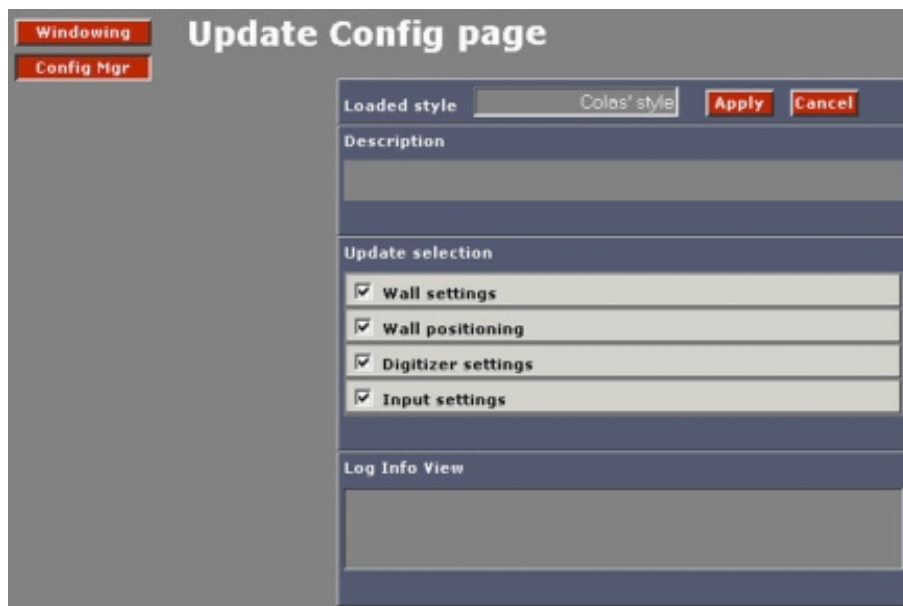 Windowing
Update Config page
Config Mgr
Loaded style Colas' style Apply Cancel
Description
Update selection
Wall settings
Wall positioning
Digitizer settings
Input settings
Log Info View